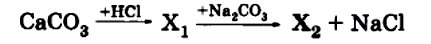 CaCO₃ —+HCl→ X₁ —+Na₂CO₃→ X₂ + NaCl